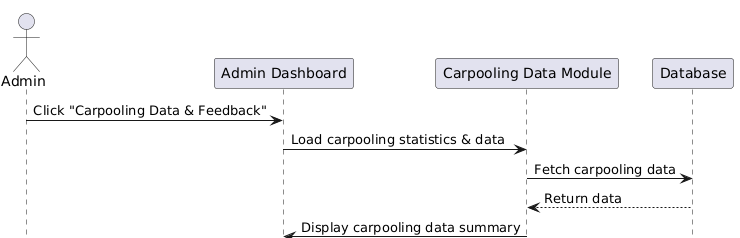 Admin
Admin Dashboard
Carpooling Data Module
Database
Click "Carpooling Data & Feedback"
Load carpooling statistics & data
Fetch carpooling data
Return data
Display carpooling data summary